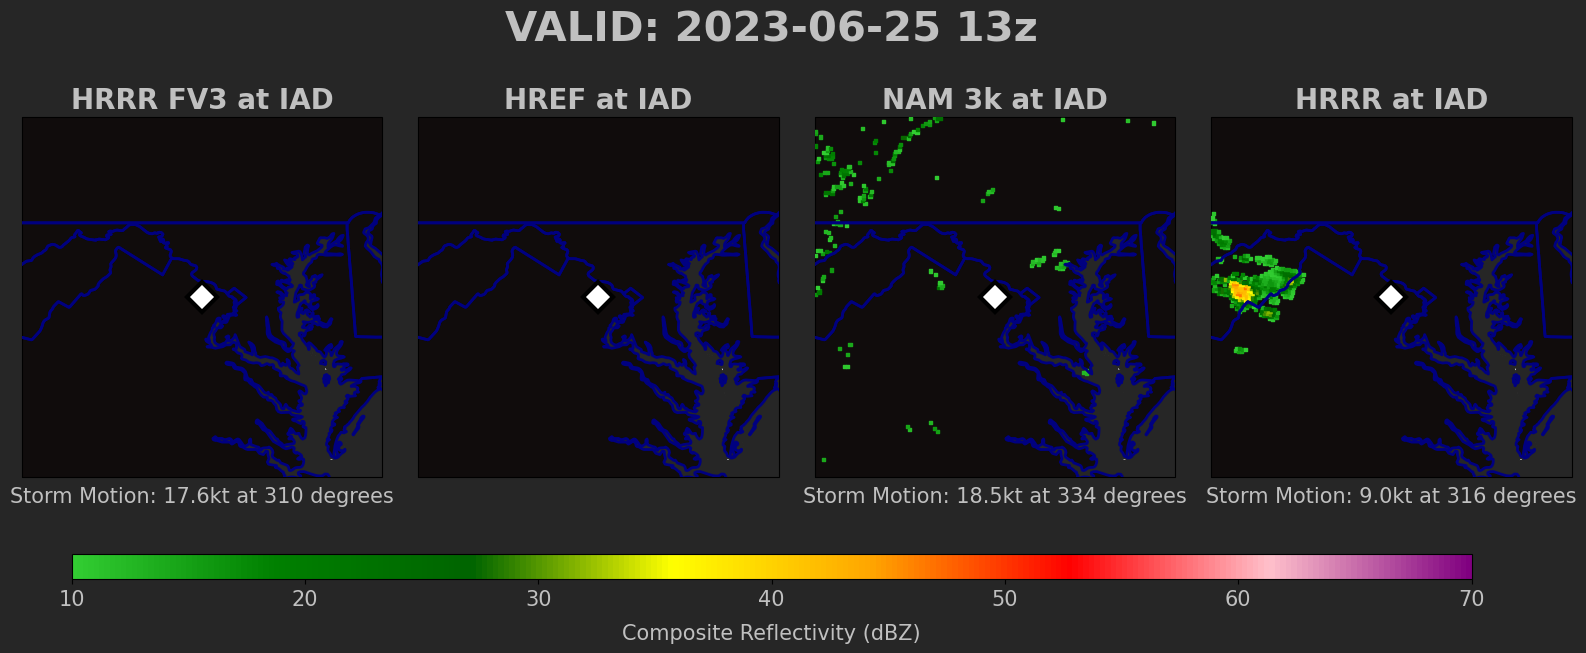 VALID: 2023-06-25 13z
HRRR FV3 at IAD
HREF at IAD
NAM 3k at IAD
HRRR at IAD
Storm Motion: 17.6kt at 310 degrees
Storm Motion: 18.5kt at 334 degrees
Storm Motion: 9.0kt at 316 degrees
10 20 30 40 50 60 70
Composite Reflectivity (dBZ)